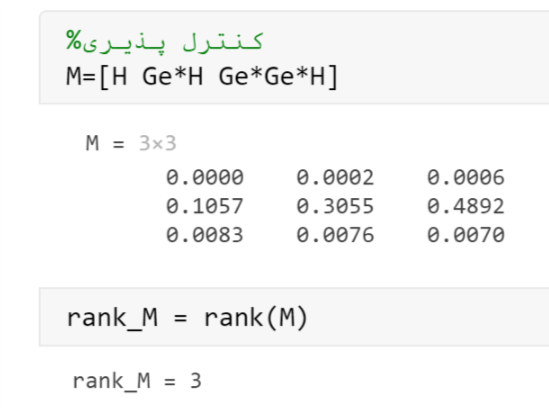 %کنترل پذیری
M=[H Ge*H Ge*Ge*H]
M = 3×3
0.0000 0.0002 0.0006
0.1057 0.3055 0.4892
0.0083 0.0076 0.0070
rank_M = rank(M)
rank_M = 3